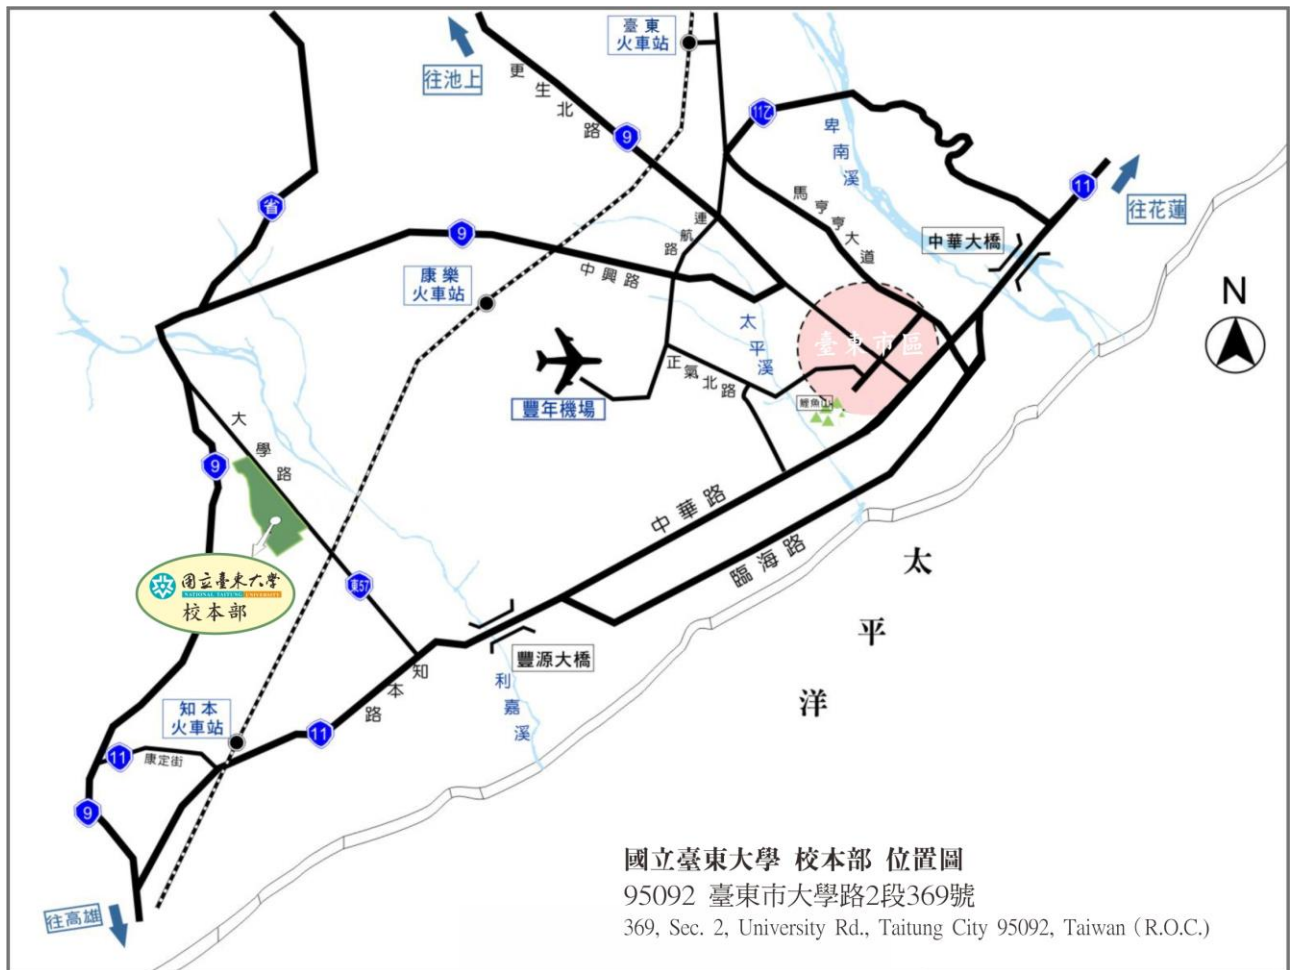 臺東
火車站
往池上
更生北路
9
11乙
卑南溪
11
往花蓮
省
馬亨亨大道
中華大橋
連航路
9
康樂
火車站
中興路
N
太平溪
臺東市區
正氣北路
豐年機場
鯉魚山
大學路
9
中華路
臨海路
太平洋
國立臺東大學
NATIONAL TAITUNG UNIVERSITY
校本部
東57
豐源大橋
知本路
利嘉溪
知本
火車站
11
11
康定街
9
往高雄
國立臺東大學 校本部 位置圖
95092 臺東市大學路2段369號
369, Sec. 2, University Rd., Taitung City 95092, Taiwan (R.O.C.)